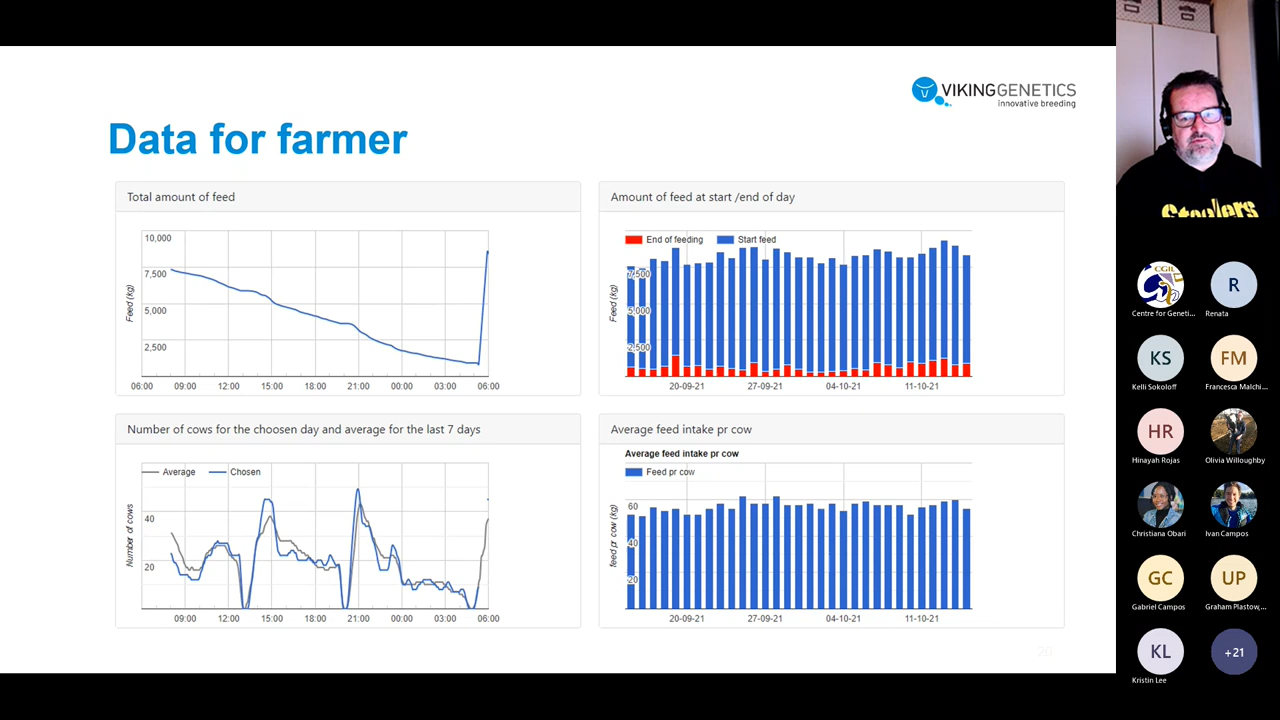 VIKINGGENETICS
innovative breeding
Data for farmer
Total amount of feed
10,000
7,500
5,000
2,500
Feed (kg)
06:00 09:00 12:00 15:00 18:00 21:00 00:00 03:00 06:00
Amount of feed at start /end of day
End of feeding Start feed
7,500
5,000
2,500
Feed (kg)
20-09-21 27-09-21 04-10-21 11-10-21
Number of cows for the choosen day and average for the last 7 days
Average Chosen
40
20
Number of cows
09:00 12:00 15:00 18:00 21:00 00:00 03:00 06:00
Average feed intake pr cow
Average feed intake pr cow
Feed pr cow
60
40
20
feed pr cow (kg)
20-09-21 27-09-21 04-10-21 11-10-21
20
Steelers
CGIL
Centre for Geneti...
R
Renata
KS
Kelli Sokoloff
FM
Francesca Malchi...
HR
Hinayah Rojas
Olivia Willoughby
Christiana Obari
Ivan Campos
GC
Gabriel Campos
UP
Graham Plastow,...
KL
Kristin Lee
+21